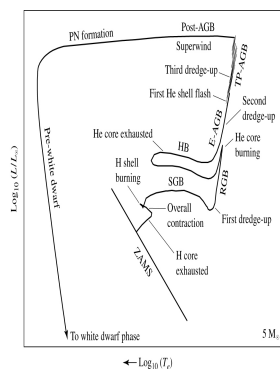 Post-AGB
PN formation
Superwind
Third dredge-up
TP-AGB
First He shell flash
Second
dredge-up
E-AGB
He core exhausted
He core
burning
HB
H shell
burning
SGB
RGB
Pre-white dwarf
Overall
contraction
First dredge-up
ZAMS
H core
exhausted
To white dwarf phase
5 M☉
Log10 (L/L☉)
← Log10 (Te)